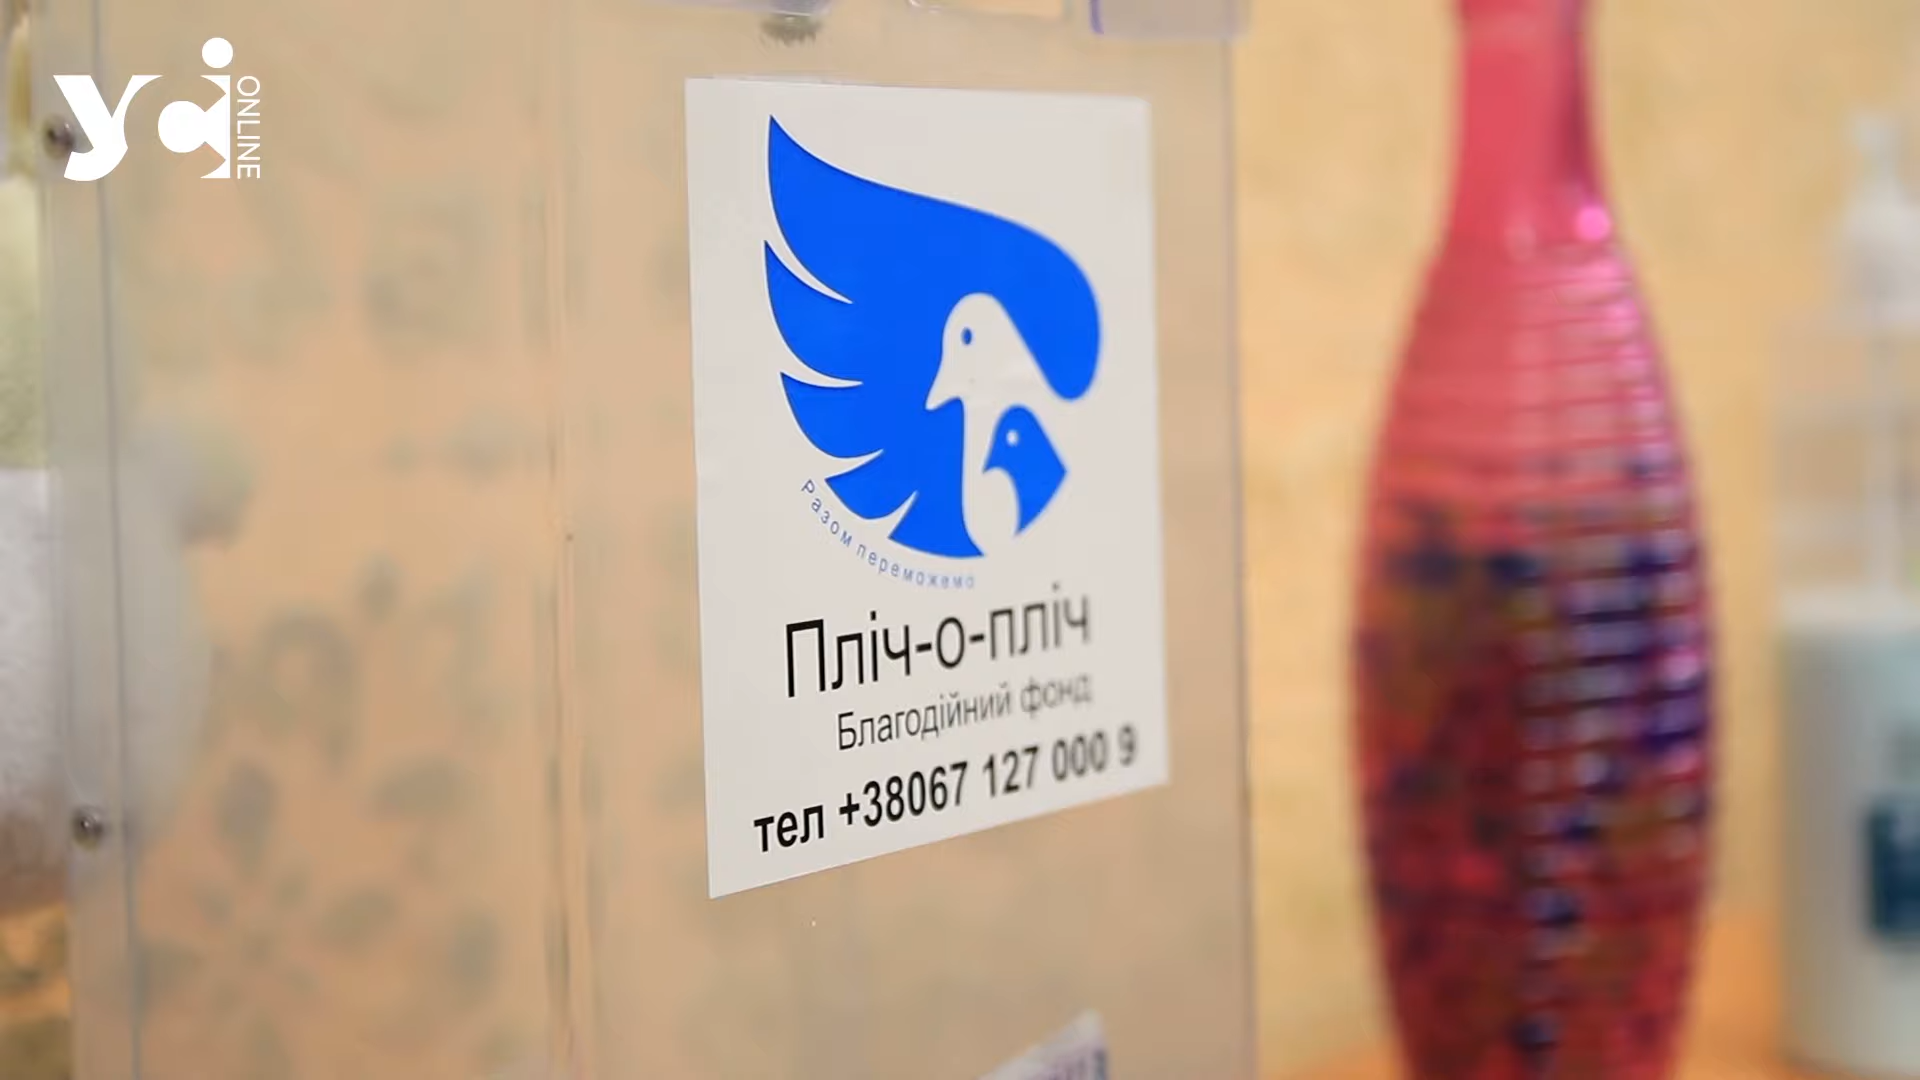 усі
ONLINE
Разом переможемо
Пліч-о-пліч
Благодійний фонд
тел +38067 127 000 9